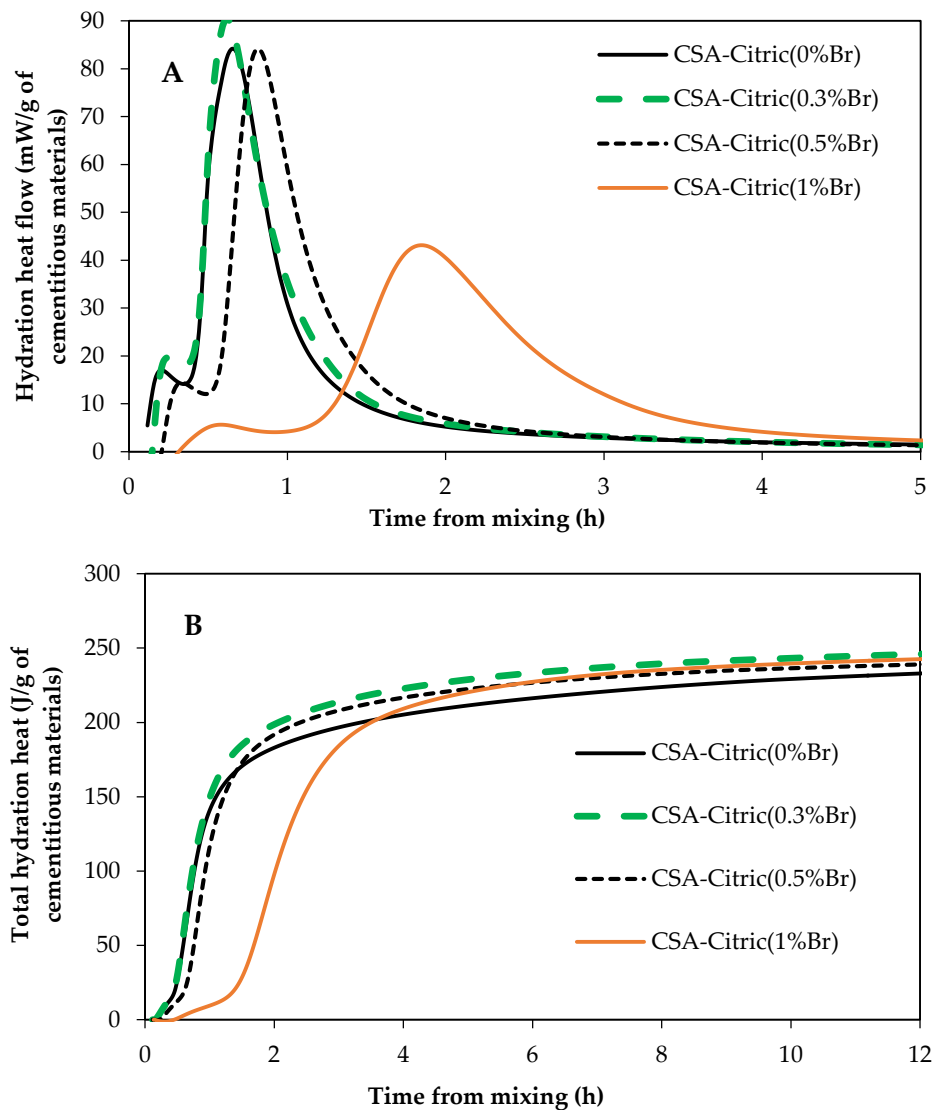 A
Hydration heat flow (mW/g of
cementitious materials)
90
80
70
60
50
40
30
20
10
0
CSA-Citric(0%Br)
CSA-Citric(0.3%Br)
CSA-Citric(0.5%Br)
CSA-Citric(1%Br)
0 1 2 3 4 5
Time from mixing (h)
B
Total hydration heat (J/g of
cementitious materials)
300
250
200
150
100
50
0
CSA-Citric(0%Br)
CSA-Citric(0.3%Br)
CSA-Citric(0.5%Br)
CSA-Citric(1%Br)
0 2 4 6 8 10 12
Time from mixing (h)